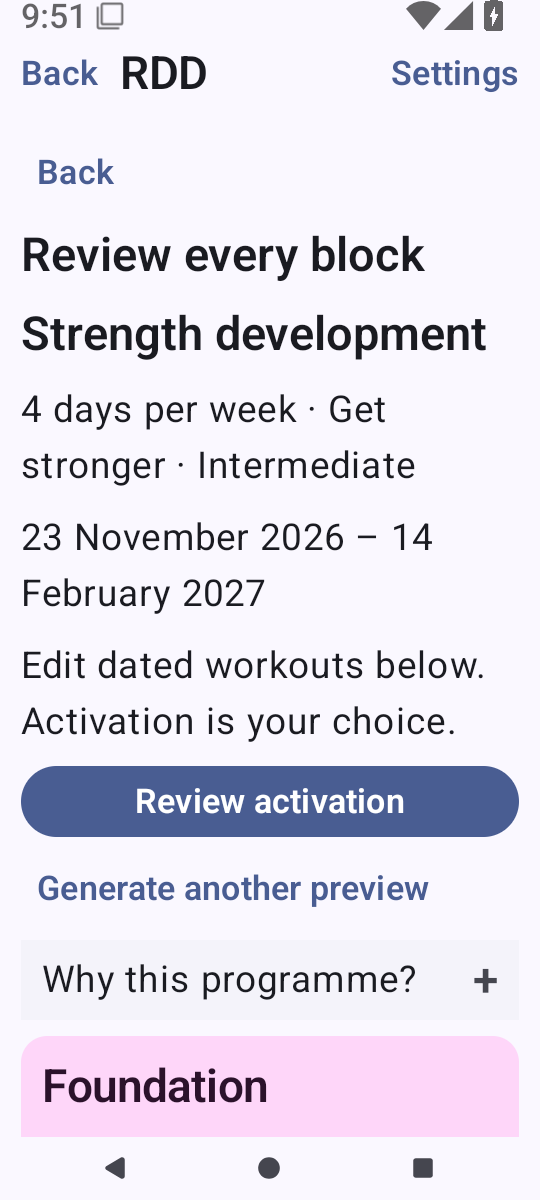 9:51
Back RDD Settings
Back
Review every block
Strength development
4 days per week · Get
stronger · Intermediate
23 November 2026 – 14
February 2027
Edit dated workouts below.
Activation is your choice.
Review activation
Generate another preview
Why this programme? +
Foundation